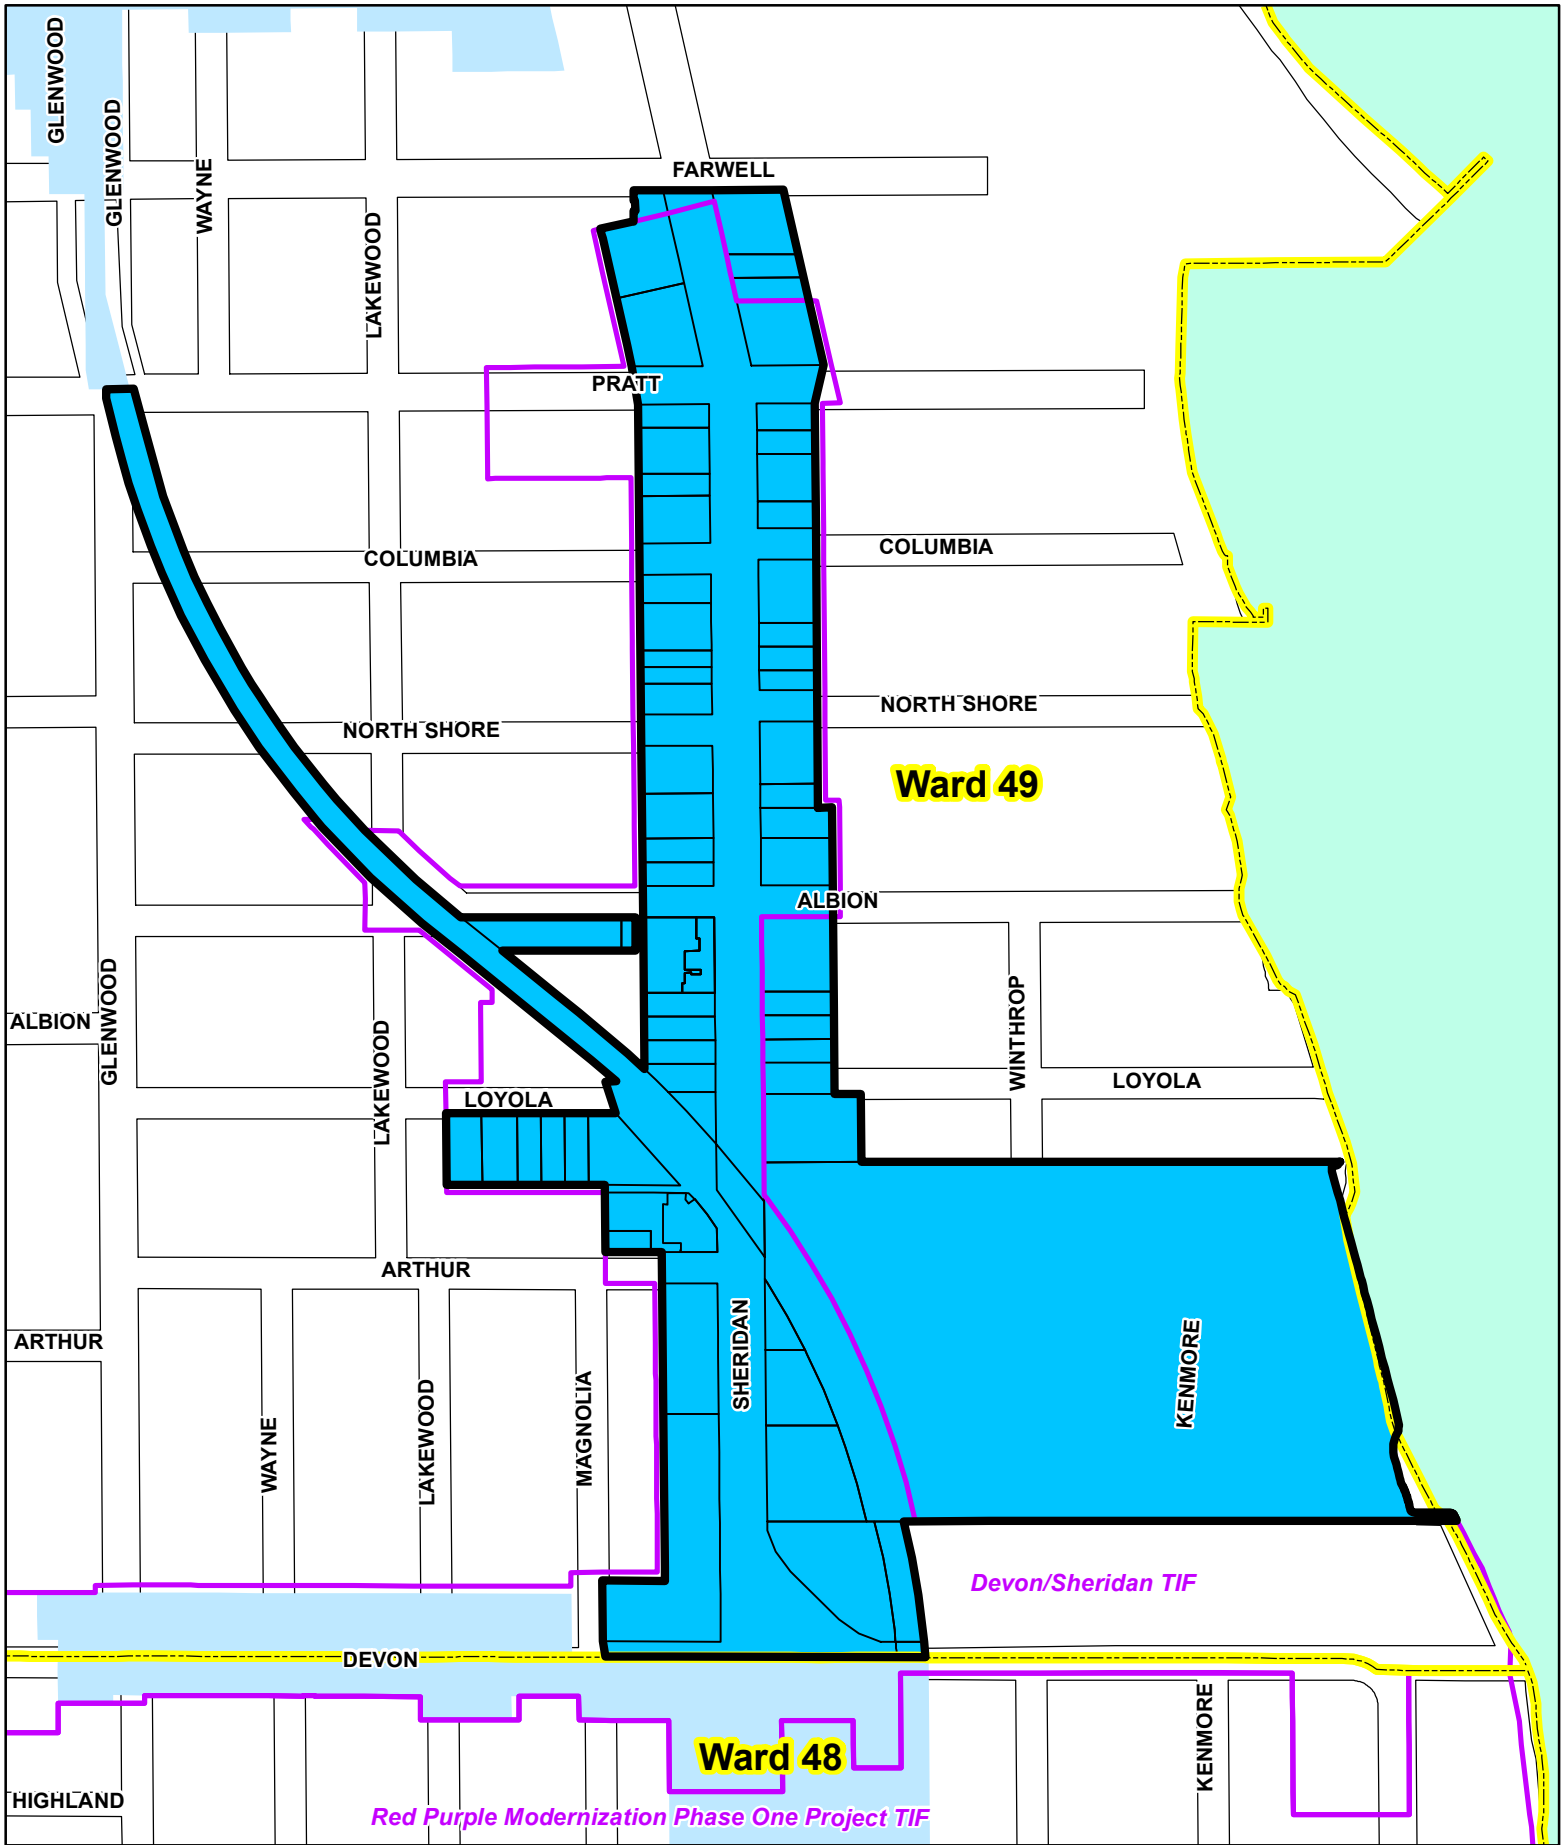 GLENWOOD
GLENWOOD
WAYNE
FARWELL
LAKEWOOD
PRATT
COLUMBIA
COLUMBIA
NORTH SHORE
NORTH SHORE
Ward 49
ALBION
GLENWOOD
ALBION
LAKEWOOD
WINTHROP
LOYOLA
LOYOLA
ARTHUR
ARTHUR
SHERIDAN
KENMORE
WAYNE
LAKEWOOD
MAGNOLIA
Devon/Sheridan TIF
DEVON
KENMORE
Ward 48
HIGHLAND
Red Purple Modernization Phase One Project TIF